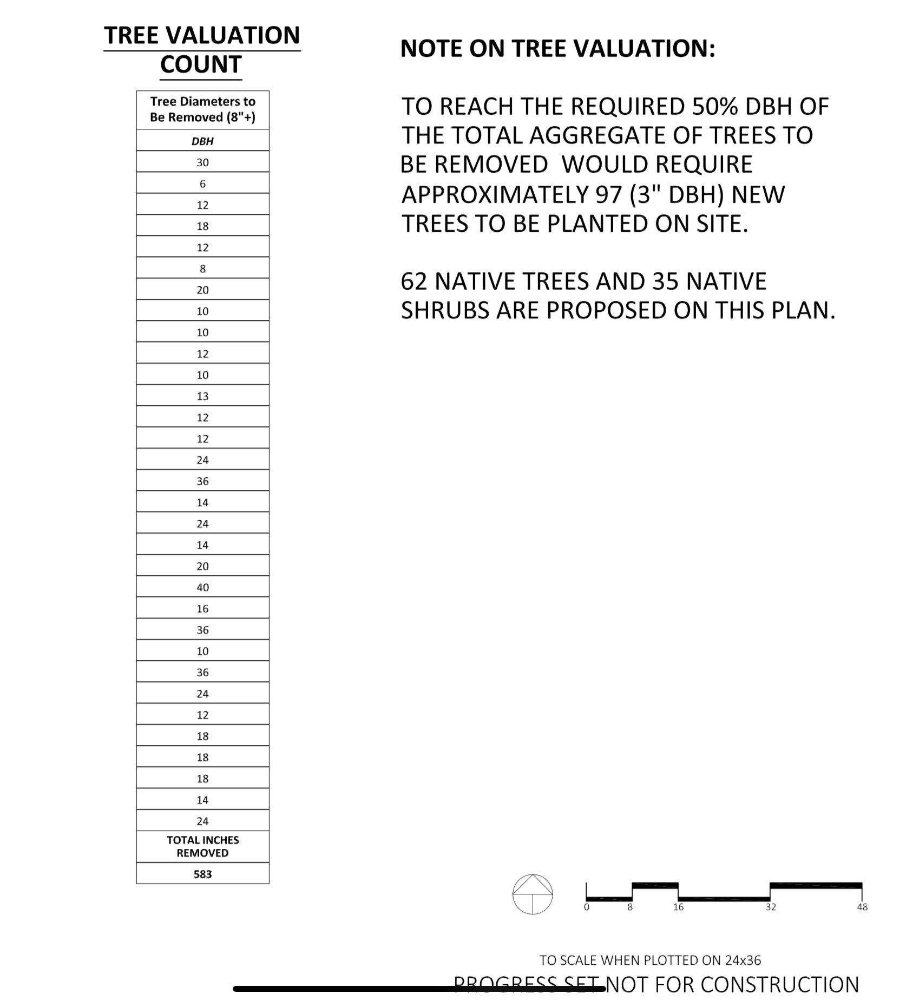 TREE VALUATION
COUNT
Tree Diameters to
Be Removed (8"+)
DBH
30
6
12
18
12
8
20
10
10
12
10
13
12
12
24
36
14
24
14
20
40
16
36
10
36
24
12
18
18
18
14
24
TOTAL INCHES
REMOVED
583
NOTE ON TREE VALUATION:
TO REACH THE REQUIRED 50% DBH OF
THE TOTAL AGGREGATE OF TREES TO
BE REMOVED WOULD REQUIRE
APPROXIMATELY 97 (3" DBH) NEW
TREES TO BE PLANTED ON SITE.
62 NATIVE TREES AND 35 NATIVE
SHRUBS ARE PROPOSED ON THIS PLAN.
0 8 16 32 48
TO SCALE WHEN PLOTTED ON 24x36
PROGRESS SET NOT FOR CONSTRUCTION